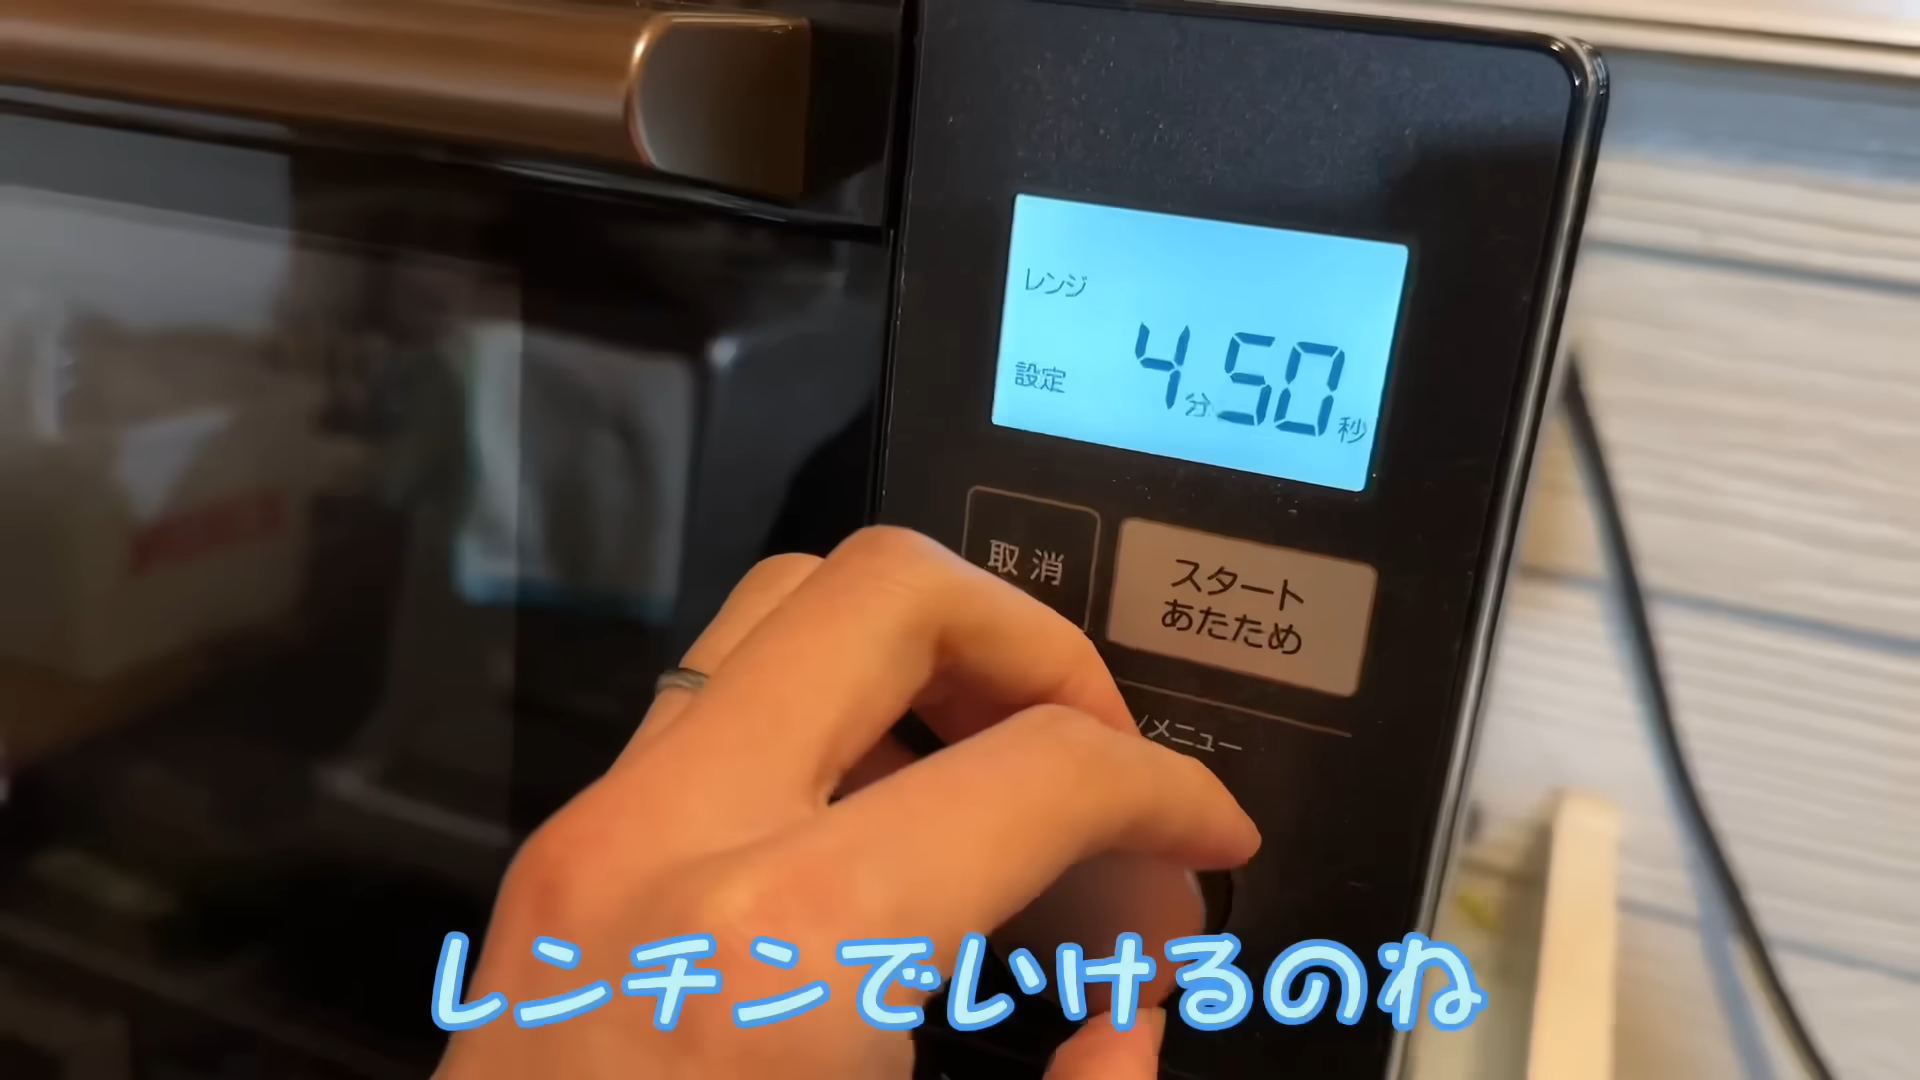 レンジ
設定 4分50秒
取消
スタート
あたため
/メニュー
レンチンでいけるのね